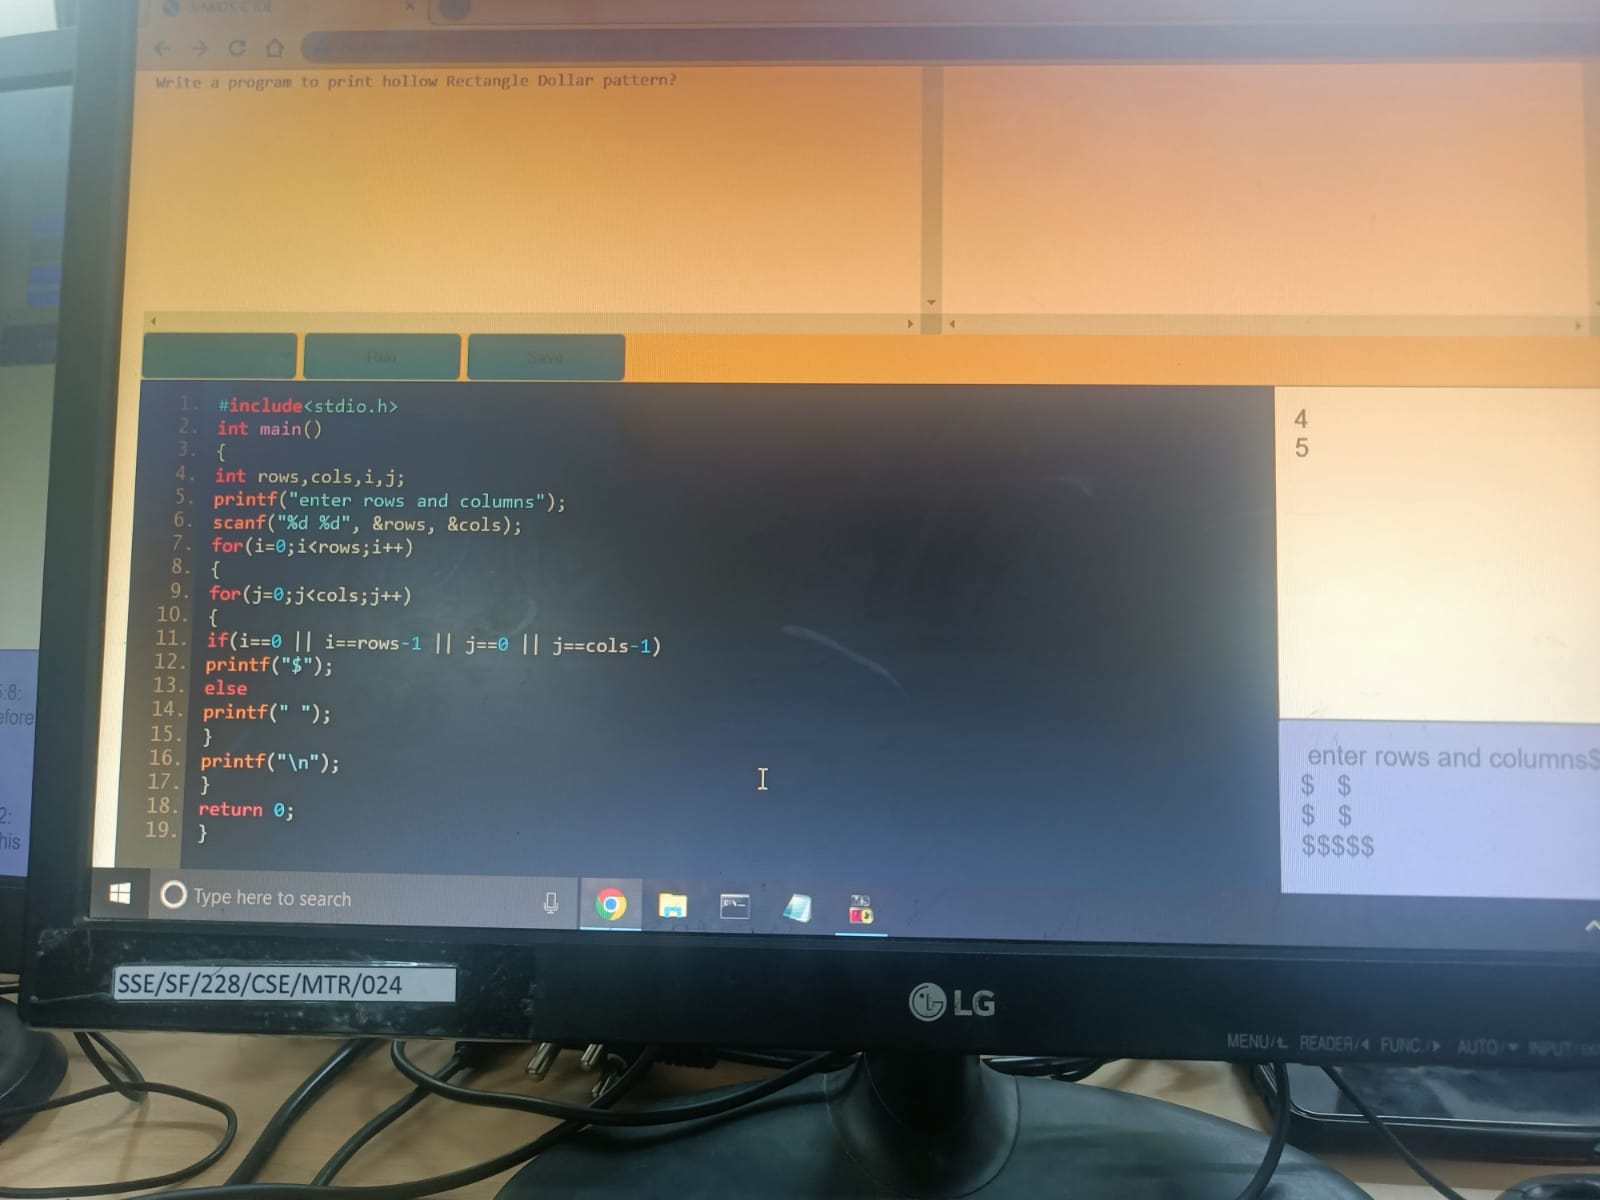 Write a program to print hollow Rectangle Dollar pattern?
Run
Save
1. #include<stdio.h>
2. int main()
3. {
4. int rows,cols,i,j;
5. printf("enter rows and columns");
6. scanf("%d %d", &rows, &cols);
7. for(i=0;i<rows;i++)
8. {
9. for(j=0;j<cols;j++)
10. {
11. if(i==0 || i==rows-1 || j==0 || j==cols-1)
12. printf("$");
13. else
14. printf(" ");
15. }
16. printf("\n");
17. }
18. return 0;
19. }
4
5
enter rows and columns$
$   $
$   $
$$$$$
Type here to search
SSE/SF/228/CSE/MTR/024
LG
MENU/ READER/ FUNC./ AUTO/ INPUT/